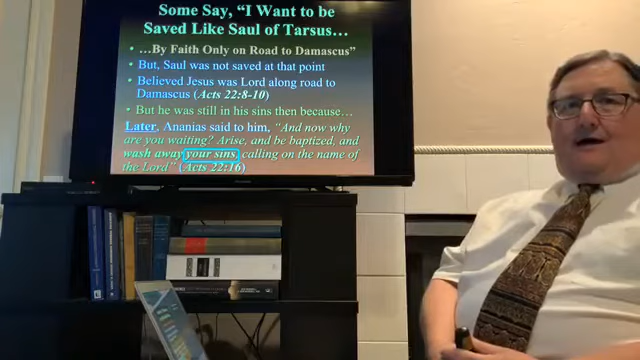 Some Say, “I Want to be
Saved Like Saul of Tarsus…
• …By Faith Only on Road to Damascus”
• But, Saul was not saved at that point
• Believed Jesus was Lord along road to
Damascus (Acts 22:8-10)
• But he was still in his sins then because…
Later, Ananias said to him, “And now why
are you waiting? Arise, and be baptized, and
wash away your sins, calling on the name of
the Lord” (Acts 22:16)